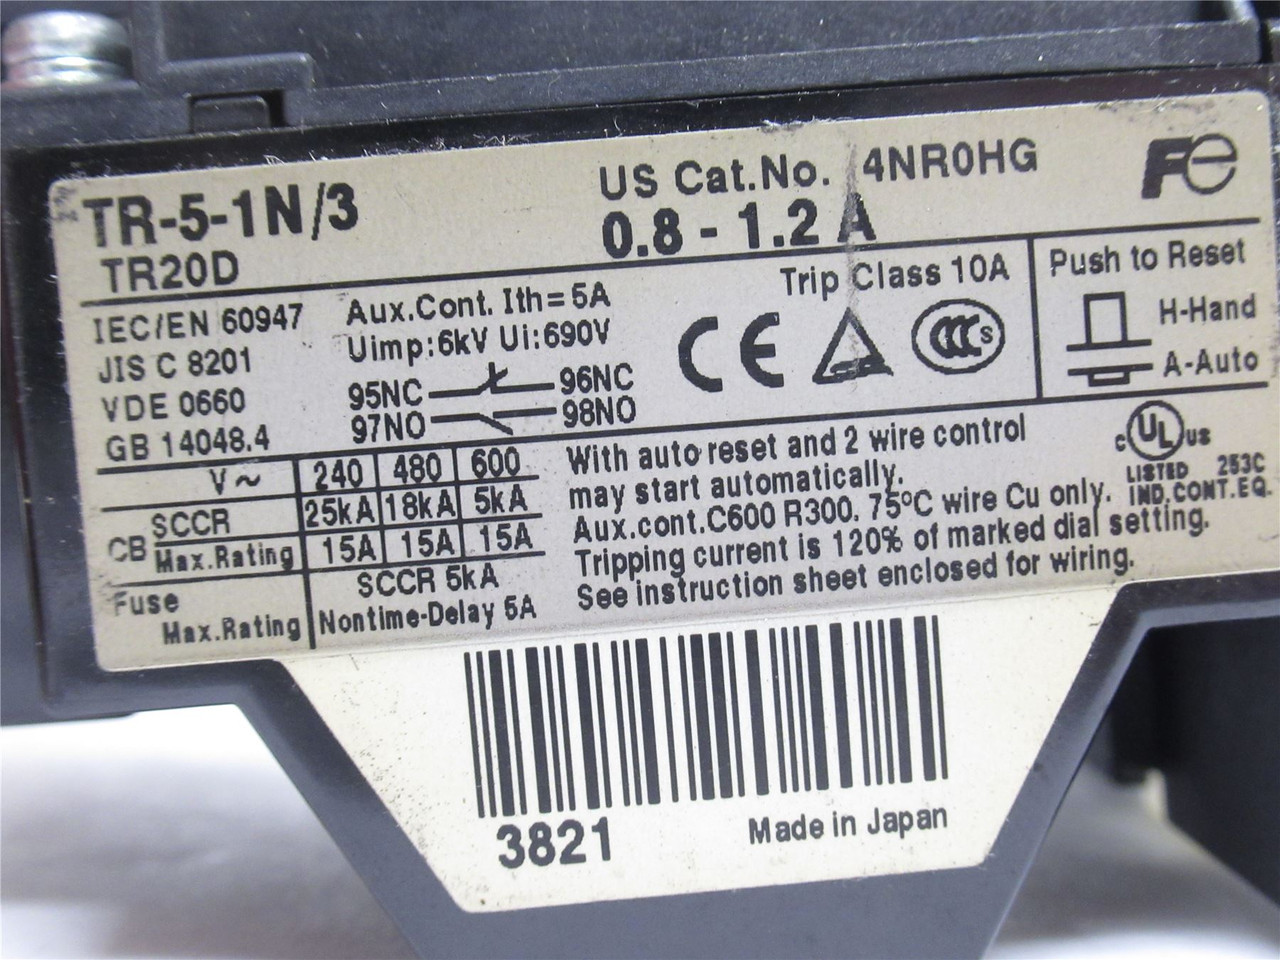 TR-5-1N/3
TR20D
US Cat.No. 4NR0HG
0.8 - 1.2 A
Fe
IEC/EN 60947
JIS C 8201
VDE 0660
GB 14048.4
Aux.Cont. Ith=5A
Uimp:6kV Ui:690V
95NC 96NC
97NO 98NO
Trip Class 10A
CE CCC S
Push to Reset
H-Hand
A-Auto
V~ 240 480 600
CB SCCR 25kA 18kA 5kA
Max.Rating 15A 15A 15A
Fuse SCCR 5kA
Max.Rating Nontime-Delay 5A
With auto reset and 2 wire control
may start automatically.
Aux.cont.C600 R300. 75°C wire Cu only.
Tripping current is 120% of marked dial setting.
See instruction sheet enclosed for wiring.
c UL us
LISTED 253C
IND.CONT.EQ.
3821
Made in Japan